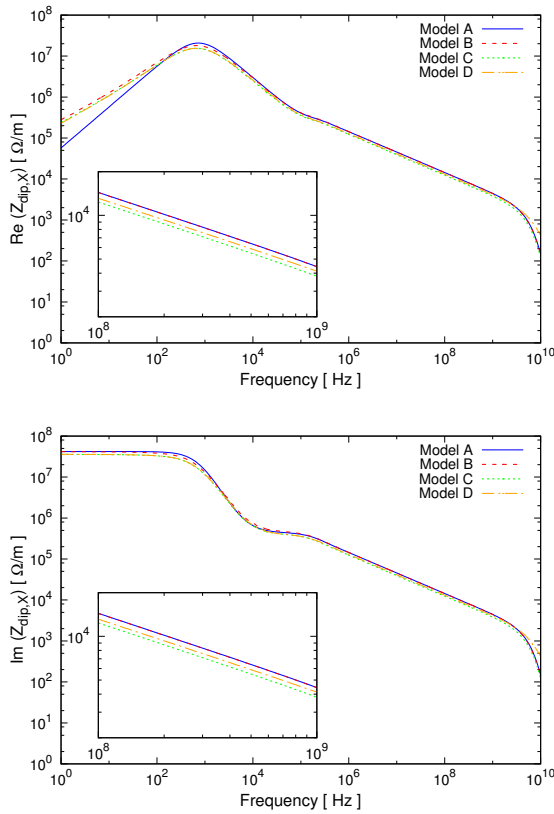 10^8
10^7
10^6
10^5
10^4
10^3
10^2
10^1
10^0
Re (Z_dip,X) [ Ω/m ]
Model A
Model B
Model C
Model D
10^4
10^8 10^9
10^0 10^2 10^4 10^6 10^8 10^10
Frequency [ Hz ]
10^8
10^7
10^6
10^5
10^4
10^3
10^2
10^1
10^0
Im (Z_dip,X) [ Ω/m ]
Model A
Model B
Model C
Model D
10^4
10^8 10^9
10^0 10^2 10^4 10^6 10^8 10^10
Frequency [ Hz ]